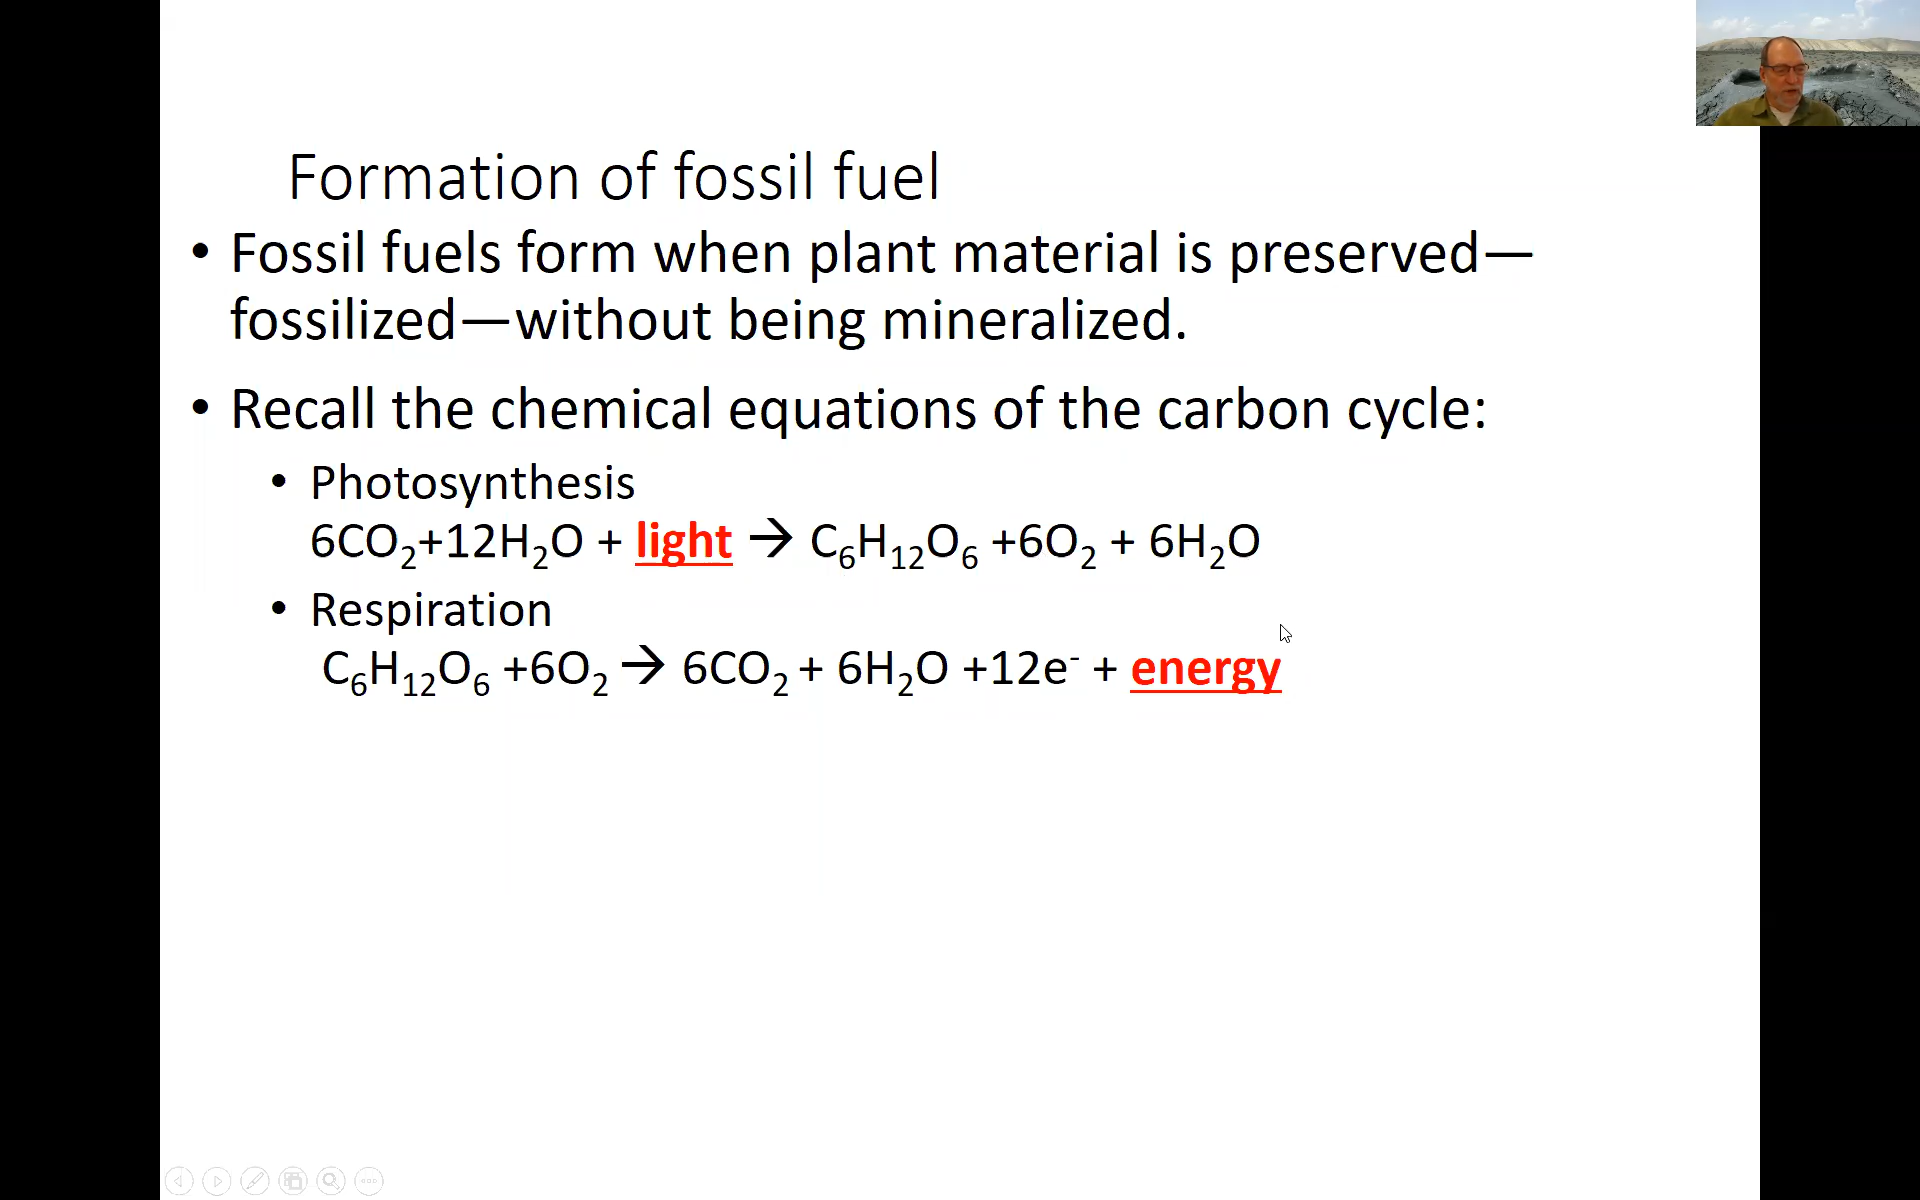 Formation of fossil fuel
• Fossil fuels form when plant material is preserved—
fossilized—without being mineralized.
• Recall the chemical equations of the carbon cycle:
• Photosynthesis
6CO₂+12H₂O + light → C₆H₁₂O₆ +6O₂ + 6H₂O
• Respiration
C₆H₁₂O₆ +6O₂ → 6CO₂ + 6H₂O +12e⁻ + energy